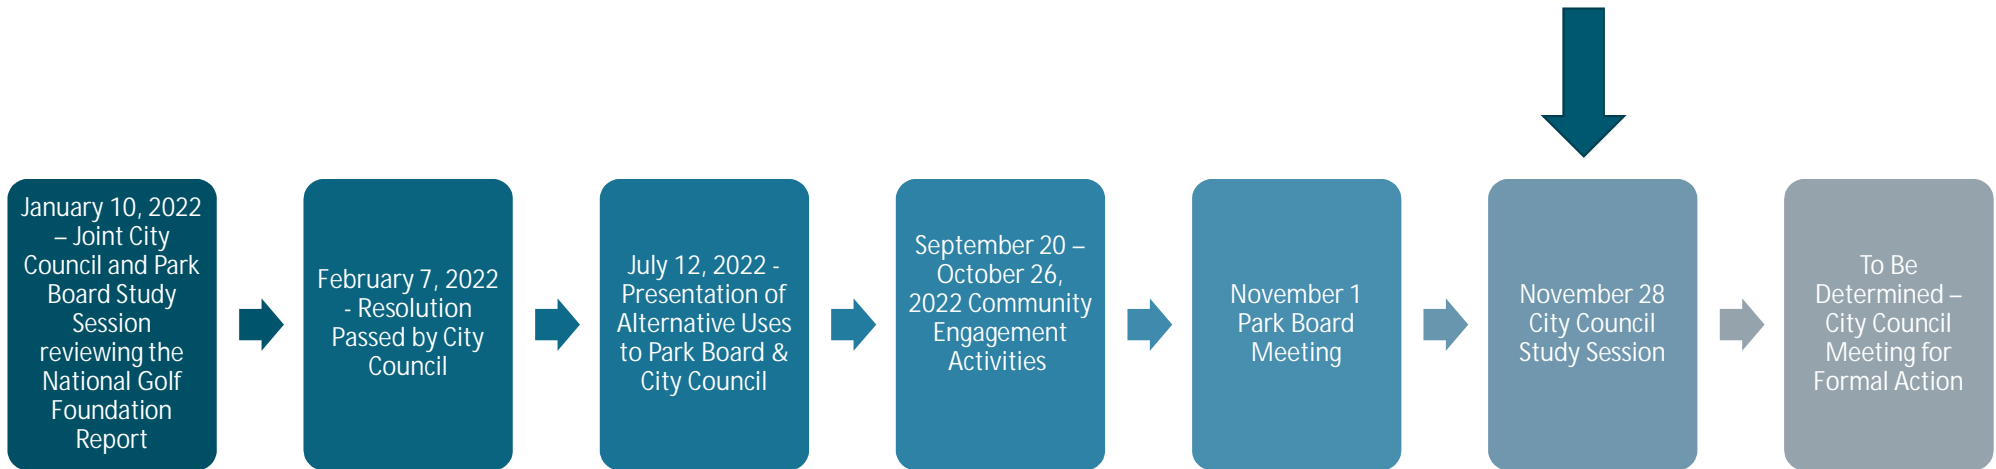 January 10, 2022
– Joint City
Council and Park
Board Study
Session
reviewing the
National Golf
Foundation
Report
February 7, 2022
- Resolution
Passed by City
Council
July 12, 2022 -
Presentation of
Alternative Uses
to Park Board &
City Council
September 20 –
October 26,
2022 Community
Engagement
Activities
November 1
Park Board
Meeting
November 28
City Council
Study Session
To Be
Determined –
City Council
Meeting for
Formal Action